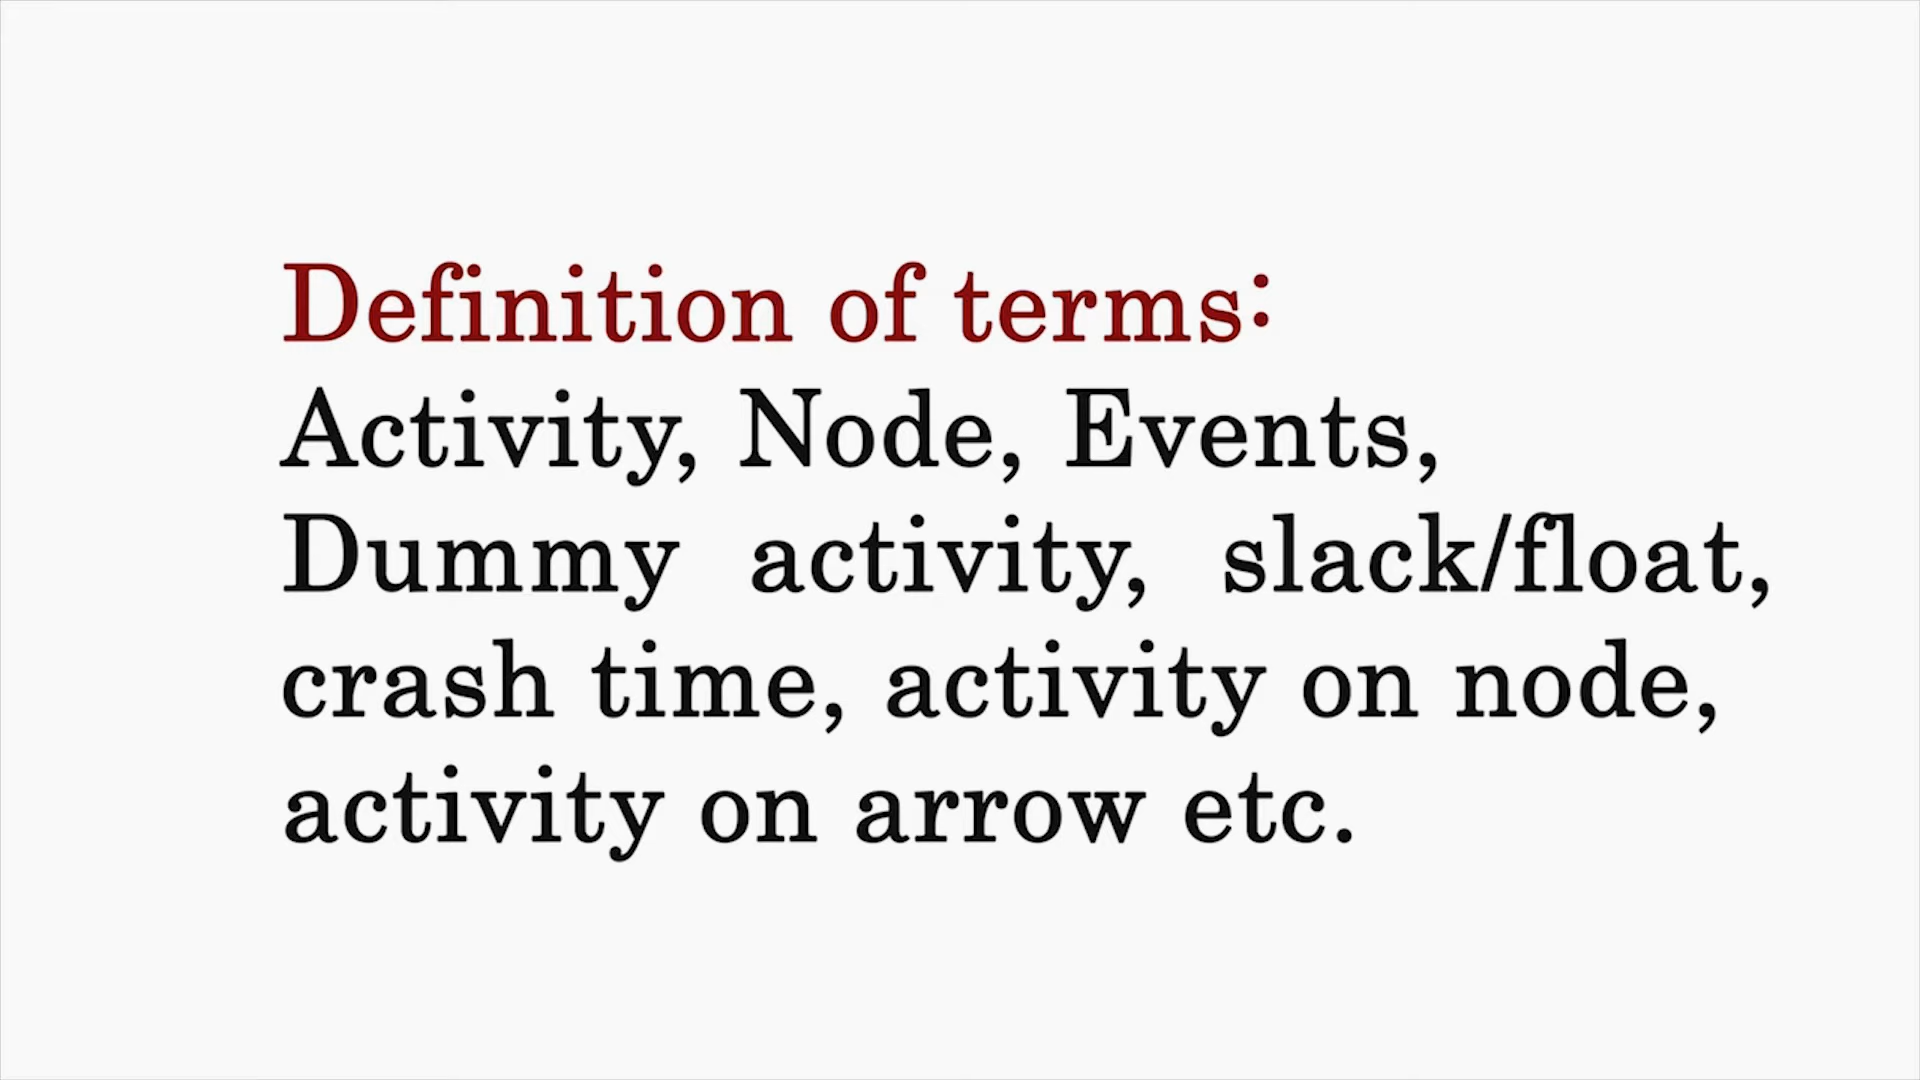 Definition of terms:
Activity, Node, Events,
Dummy activity, slack/float,
crash time, activity on node,
activity on arrow etc.